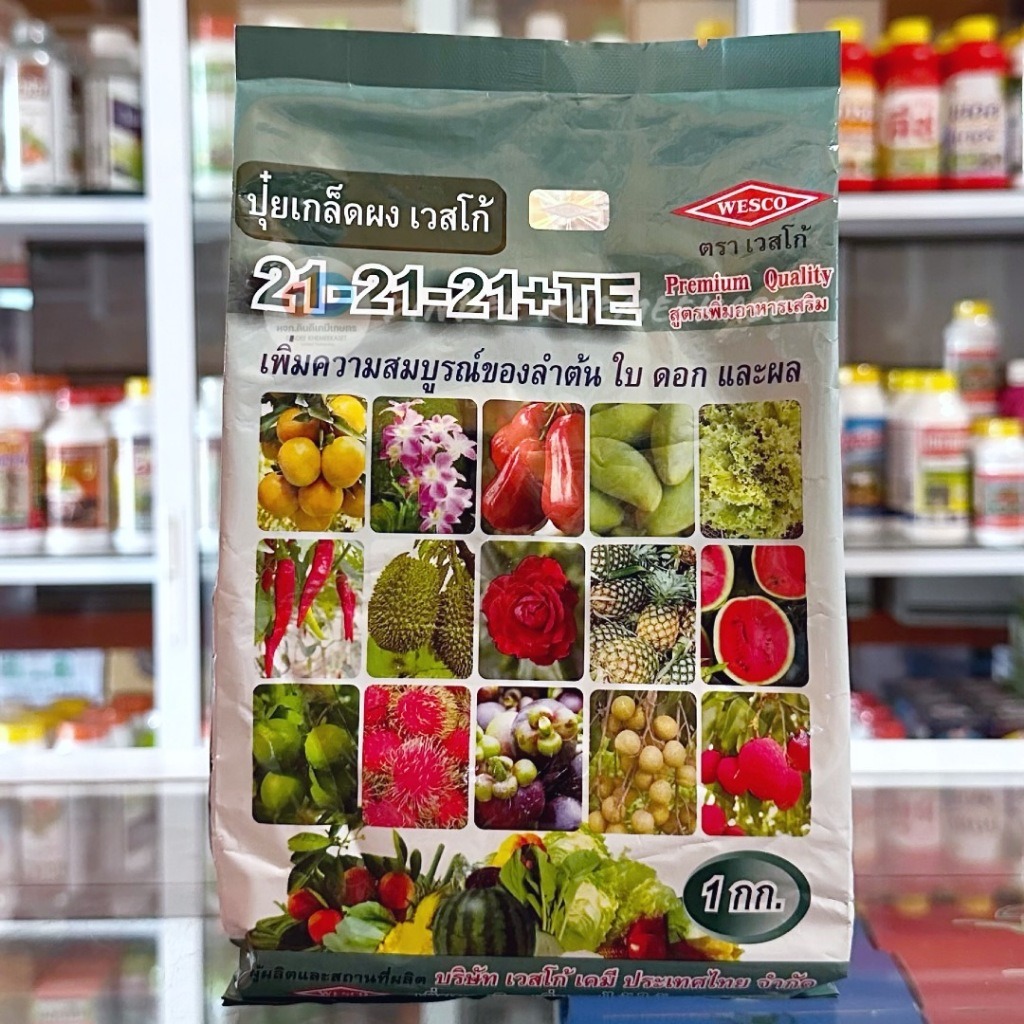 ปุ๋ยเกล็ดผง เวสโก้
WESCO
ตรา เวสโก้
21-21-21+TE
Premium Quality
สูตรเพิ่มอาหารเสริม
เพิ่มความสมบูรณ์ของลำต้น ใบ ดอก และผล
1 กก.
ผู้ผลิตและสถานที่ผลิต บริษัท เวสโก้ เคมี ประเทศไทย จำกัด
WESCO